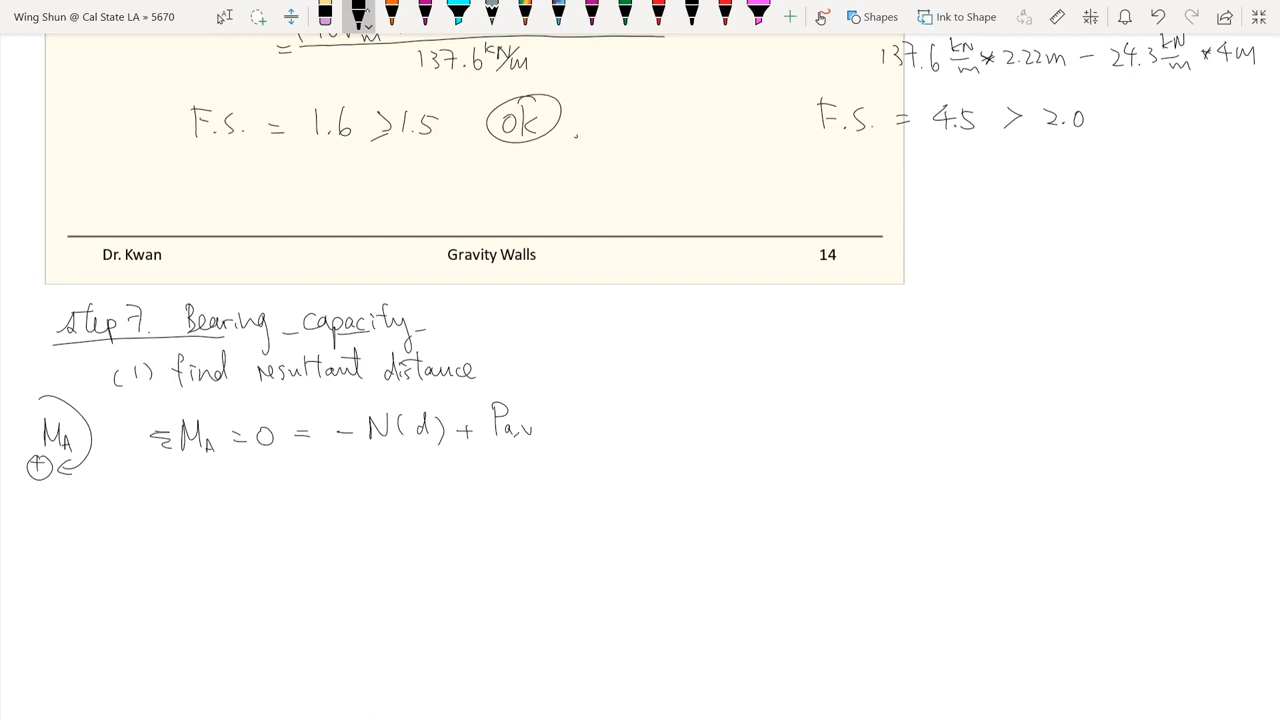 Wing Shun @ Cal State LA » 5670
Shapes
Ink to Shape
= 137.6 kN/m
137.6 kN/m * 2.22m - 24.3 kN/m * 4m
F.S. = 1.6 ≥ 1.5 OK.
F.S. = 4.5 > 2.0
Dr. Kwan
Gravity Walls
14
Step 7. Bearing capacity
(1) find resultant distance
MA +
ΣMA = 0 = - N(d) + Pa,v